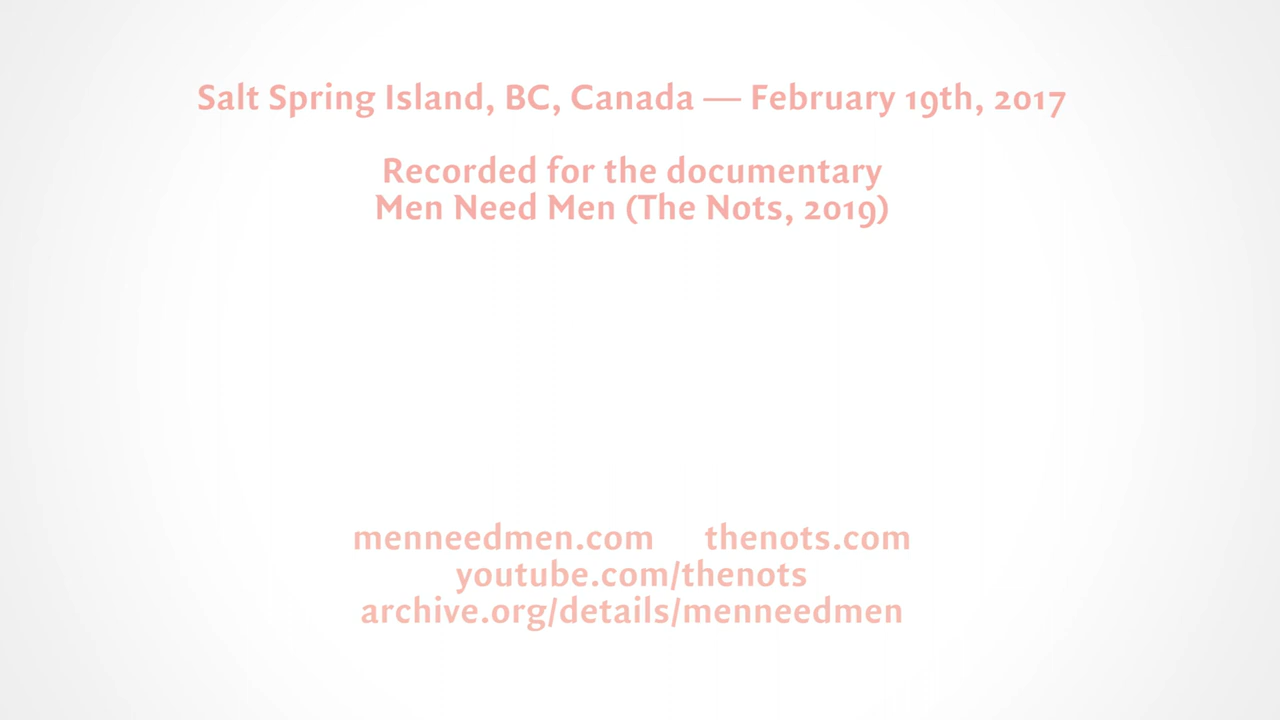 Salt Spring Island, BC, Canada — February 19th, 2017
Recorded for the documentary
Men Need Men (The Nots, 2019)
menneedmen.com thenots.com
youtube.com/thenots
archive.org/details/menneedmen